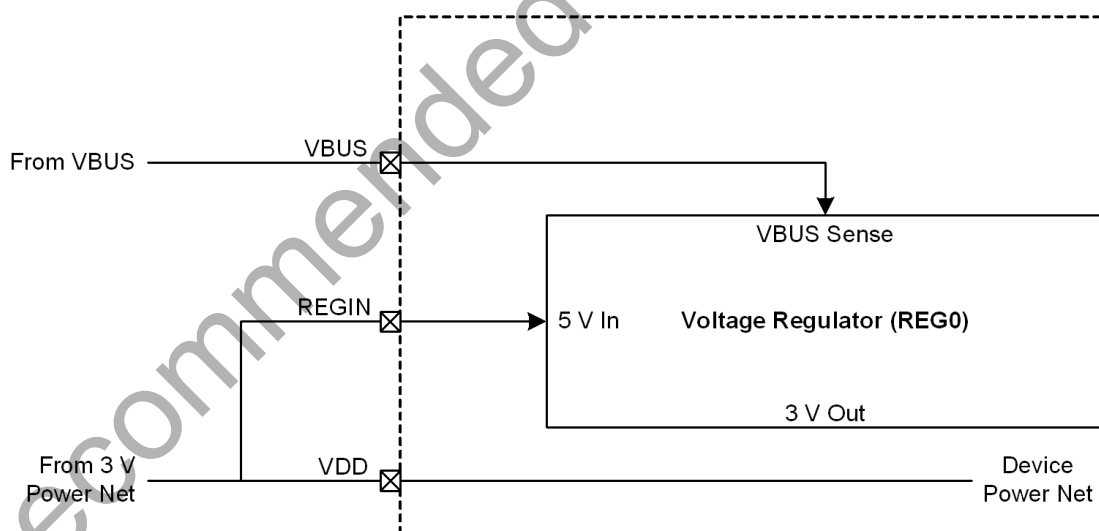 ecommended
VBUS
From VBUS
VBUS Sense
REGIN
5 V In
Voltage Regulator (REG0)
3 V Out
From 3 V
Power Net
VDD
Device
Power Net